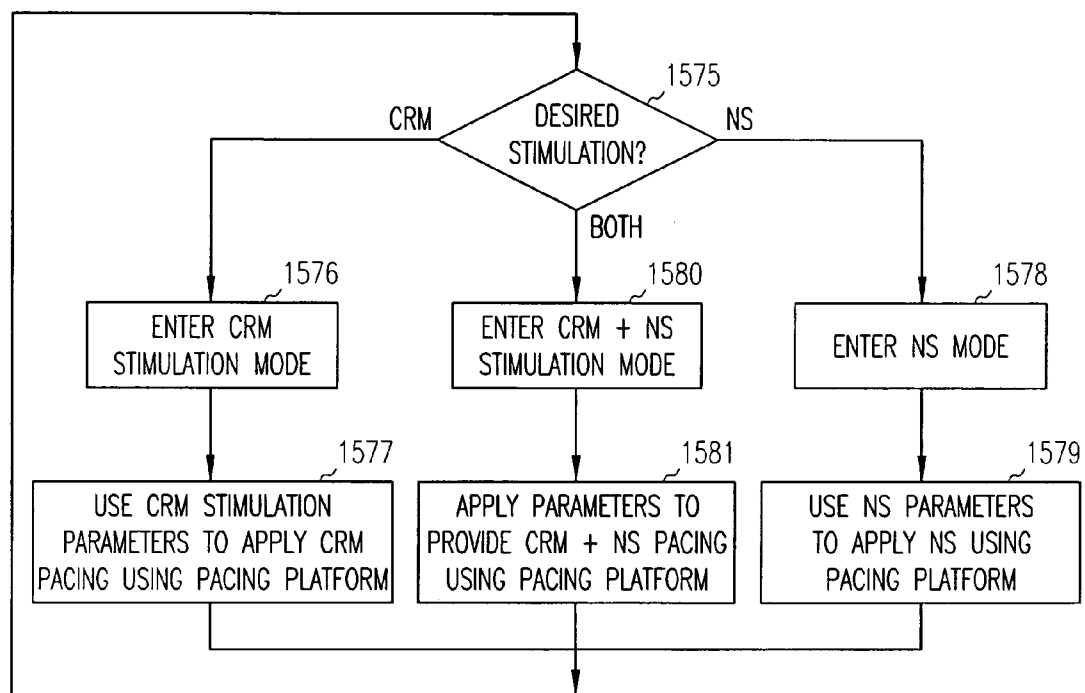 1575
CRM
DESIRED
STIMULATION?
NS
BOTH
1576
ENTER CRM
STIMULATION MODE
1580
ENTER CRM + NS
STIMULATION MODE
1578
ENTER NS MODE
1577
USE CRM STIMULATION
PARAMETERS TO APPLY CRM
PACING USING PACING PLATFORM
1581
APPLY PARAMETERS TO
PROVIDE CRM + NS PACING
USING PACING PLATFORM
1579
USE NS PARAMETERS
TO APPLY NS USING
PACING PLATFORM